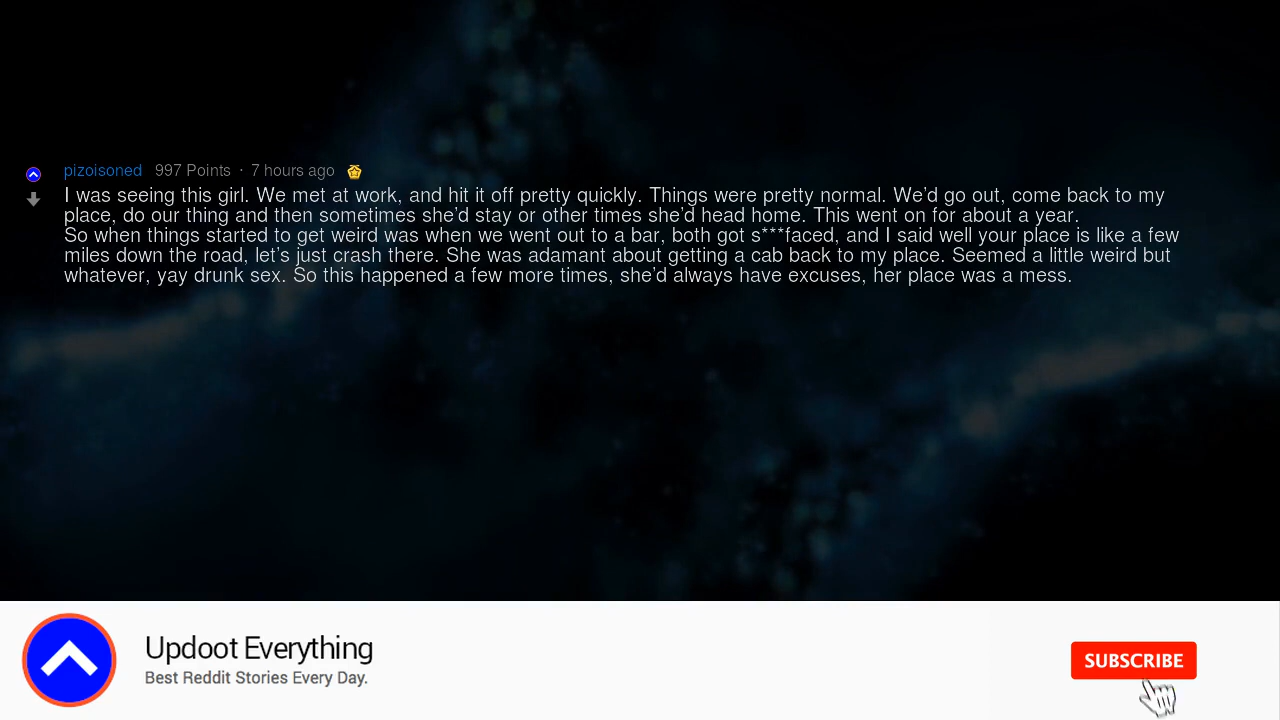 pizoisoned 997 Points · 7 hours ago
I was seeing this girl. We met at work, and hit it off pretty quickly. Things were pretty normal. We'd go out, come back to my
place, do our thing and then sometimes she'd stay or other times she'd head home. This went on for about a year.
So when things started to get weird was when we went out to a bar, both got s***faced, and I said well your place is like a few
miles down the road, let's just crash there. She was adamant about getting a cab back to my place. Seemed a little weird but
whatever, yay drunk sex. So this happened a few more times, she'd always have excuses, her place was a mess.
Updoot Everything
Best Reddit Stories Every Day.
SUBSCRIBE